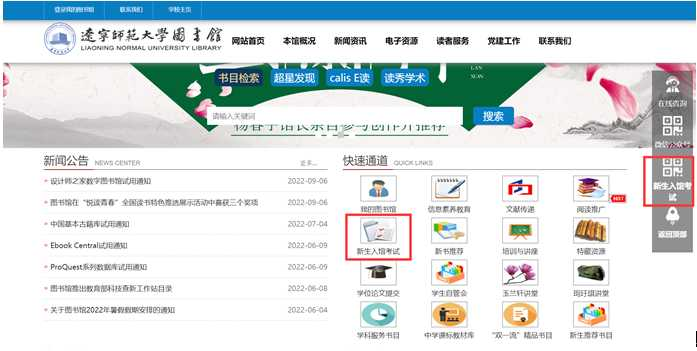 登录我的图书馆 联系我们 学校主页
遼寧師範大學圖書館
LIAONING NORMAL UNIVERSITY LIBRARY
网站首页 本馆概况 新闻资讯 电子资源 读者服务 党建工作 联系我们
LAN
XUAN
书目检索 超星发现 calis E读 读秀学术
请输入关键词 搜索
在线咨询
微信公众号
新生入馆考
试
返回顶部
新闻公告 NEWS CENTER 更多...
设计师之家数字图书馆试用通知 2022-09-06
图书馆在“悦读青春”全国读书特色推选展示活动中喜获三个奖项 2022-09-06
中国基本古籍库试用通知 2022-07-04
Ebook Central试用通知 2022-06-09
ProQuest系列数据库试用通知 2022-06-09
图书馆推出教育部科技查新工作站目录 2022-06-08
关于图书馆2022年暑假假期安排的通知 2022-06-04
快速通道 QUICK LINKS
我的图书馆 信息素养教育 文献传递 阅读推广 HOT
新生入馆考试 新书推荐 培训与讲座 特藏资源
学位论文提交 学生自管会 玉兰轩讲堂 琦玗琪讲堂
学科服务书目 中学课标教材库 “双一流”精品书目 新生推荐书目